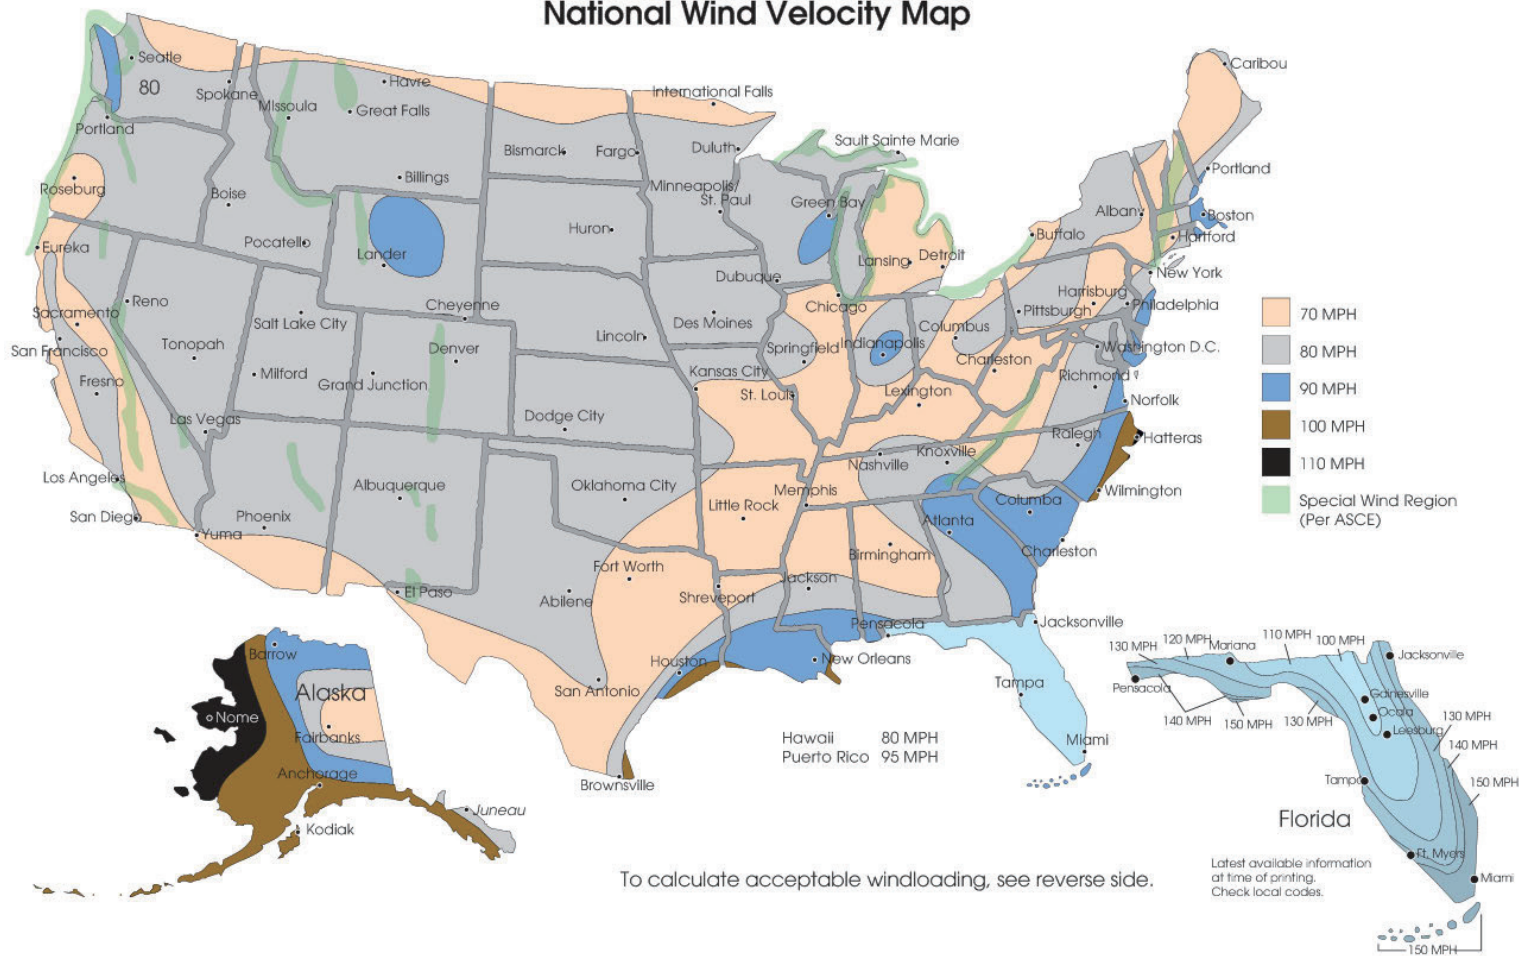 National Wind Velocity Map
Seatle
80
Spokane
Missoula
Havre
Great Falls
International Falls
Caribou
Portland
Bismarck
Fargo
Duluth
Sault Sainte Marie
Roseburg
Boise
Billings
Minneapolis/
St. Paul
Green Bay
Portland
Albany
Boston
Eureka
Pocatello
Lander
Huron
Buffalo
Hartford
Lansing
Detroit
Dubuque
New York
Reno
Cheyenne
Chicago
Harrisburg
Philadelphia
Sacramento
Salt Lake City
Des Moines
Pittsburgh
70 MPH
San Francisco
Tonopah
Denver
Lincoln
Springfield
Indianapolis
Columbus
Washington D.C.
80 MPH
Charleston
Fresno
Milford
Grand Junction
Kansas City
St. Louis
Lexington
Richmond
90 MPH
Norfolk
Las Vegas
Dodge City
Ralegh
Hatteras
100 MPH
Nashville
Knoxville
110 MPH
Los Angeles
Albuquerque
Oklahoma City
Memphis
Wilmington
Special Wind Region
(Per ASCE)
San Diego
Phoenix
Little Rock
Columba
Atlanta
Yuma
Birmingham
Charleston
Fort Worth
Jackson
El Paso
Abilene
Shreveport
Pensacola
Jacksonville
Barrow
Houston
New Orleans
San Antonio
Tampa
Alaska
Nome
Fairbanks
Hawaii 80 MPH
Puerto Rico 95 MPH
Miami
Anchorage
Brownsville
Juneau
Kodiak
130 MPH
120 MPH
Mariana
110 MPH
100 MPH
Jacksonville
Pensacola
Gainesville
140 MPH
150 MPH
130 MPH
Ocala
130 MPH
Leesburg
140 MPH
Tampa
150 MPH
Florida
Ft. Myers
Miami
Latest available information
at time of printing.
Check local codes.
150 MPH
To calculate acceptable windloading, see reverse side.